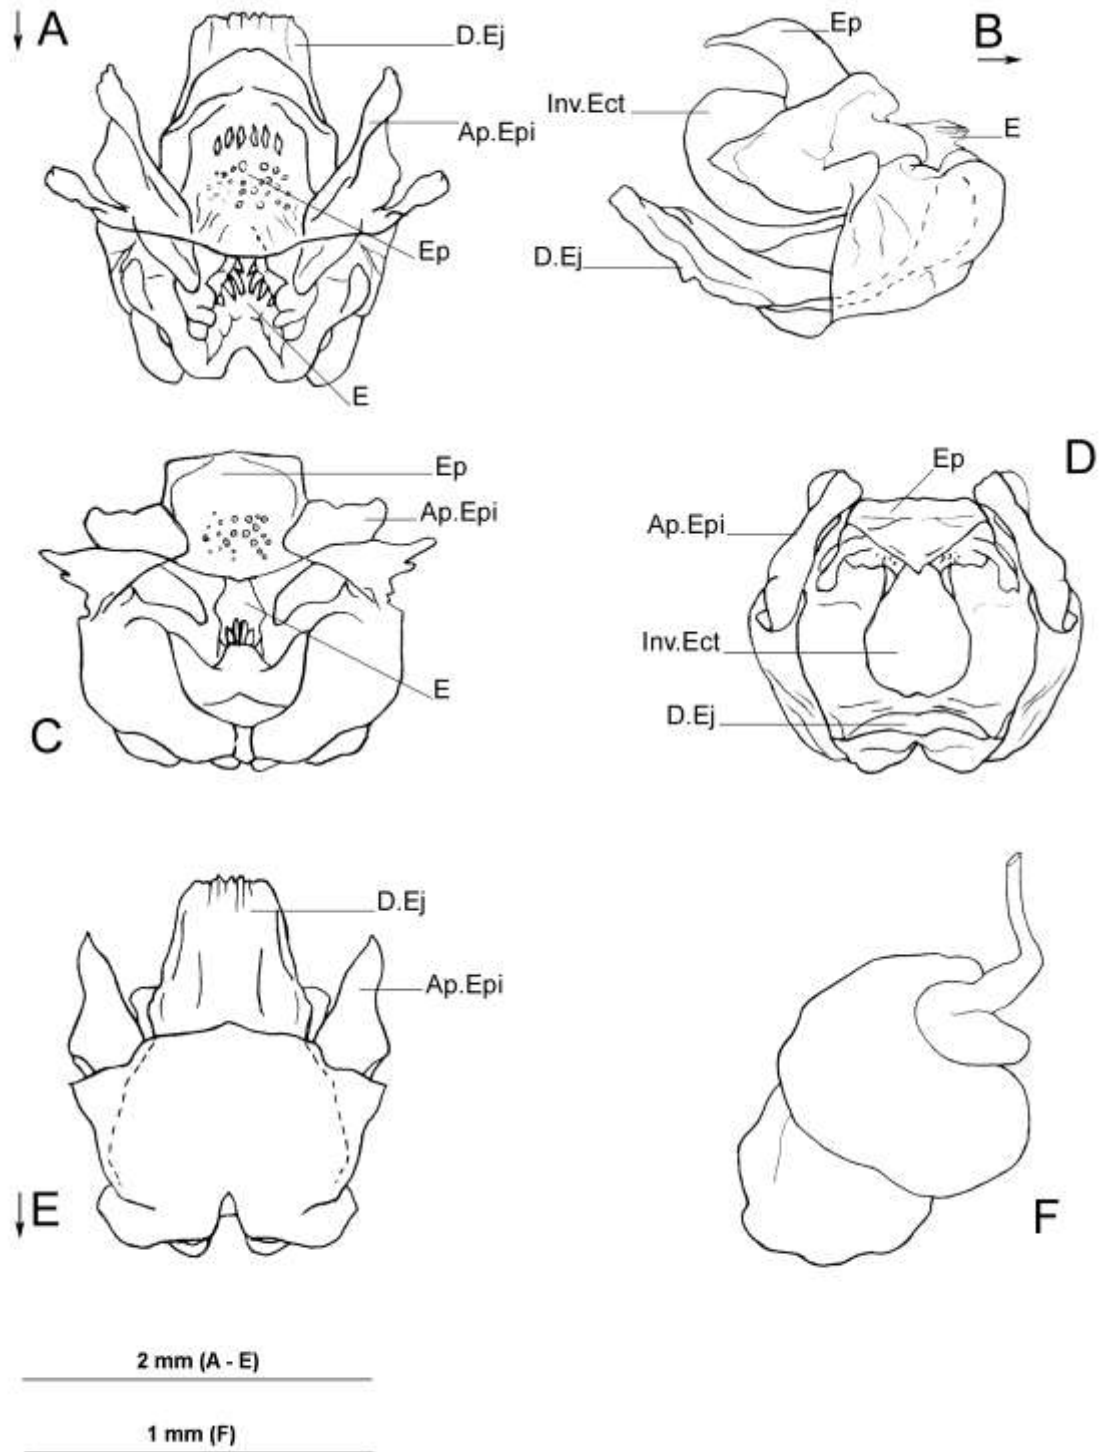 A
D.Ej
Ap.Epi
Ep
E
B
Ep
Inv.Ect
E
D.Ej
C
Ep
Ap.Epi
E
D
Ep
Ap.Epi
Inv.Ect
D.Ej
E
D.Ej
Ap.Epi
F
2 mm (A - E)
1 mm (F)